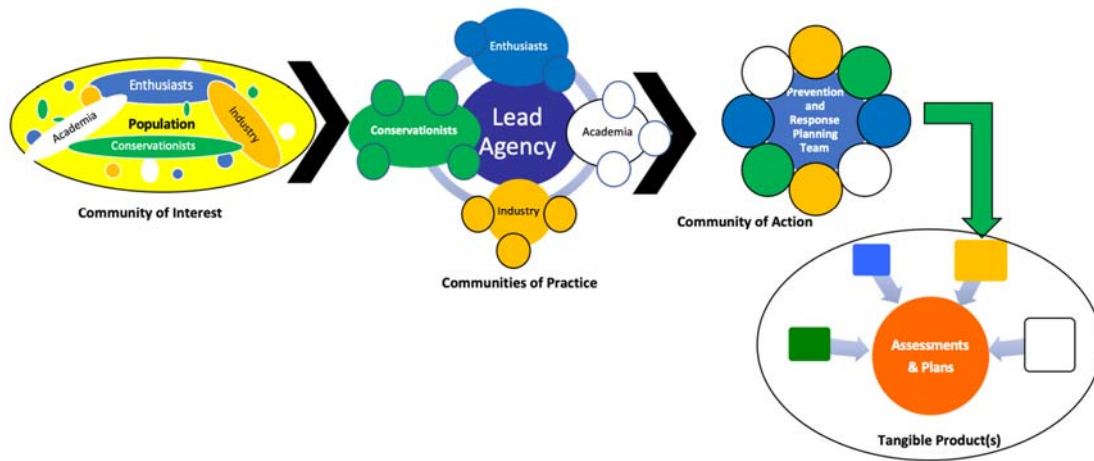 Enthusiasts
Academia
Population
Industry
Conservationists
Community of Interest
Enthusiasts
Conservationists
Lead
Agency
Academia
Industry
Communities of Practice
Prevention
and
Response
Planning
Team
Community of Action
Assessments
& Plans
Tangible Product(s)